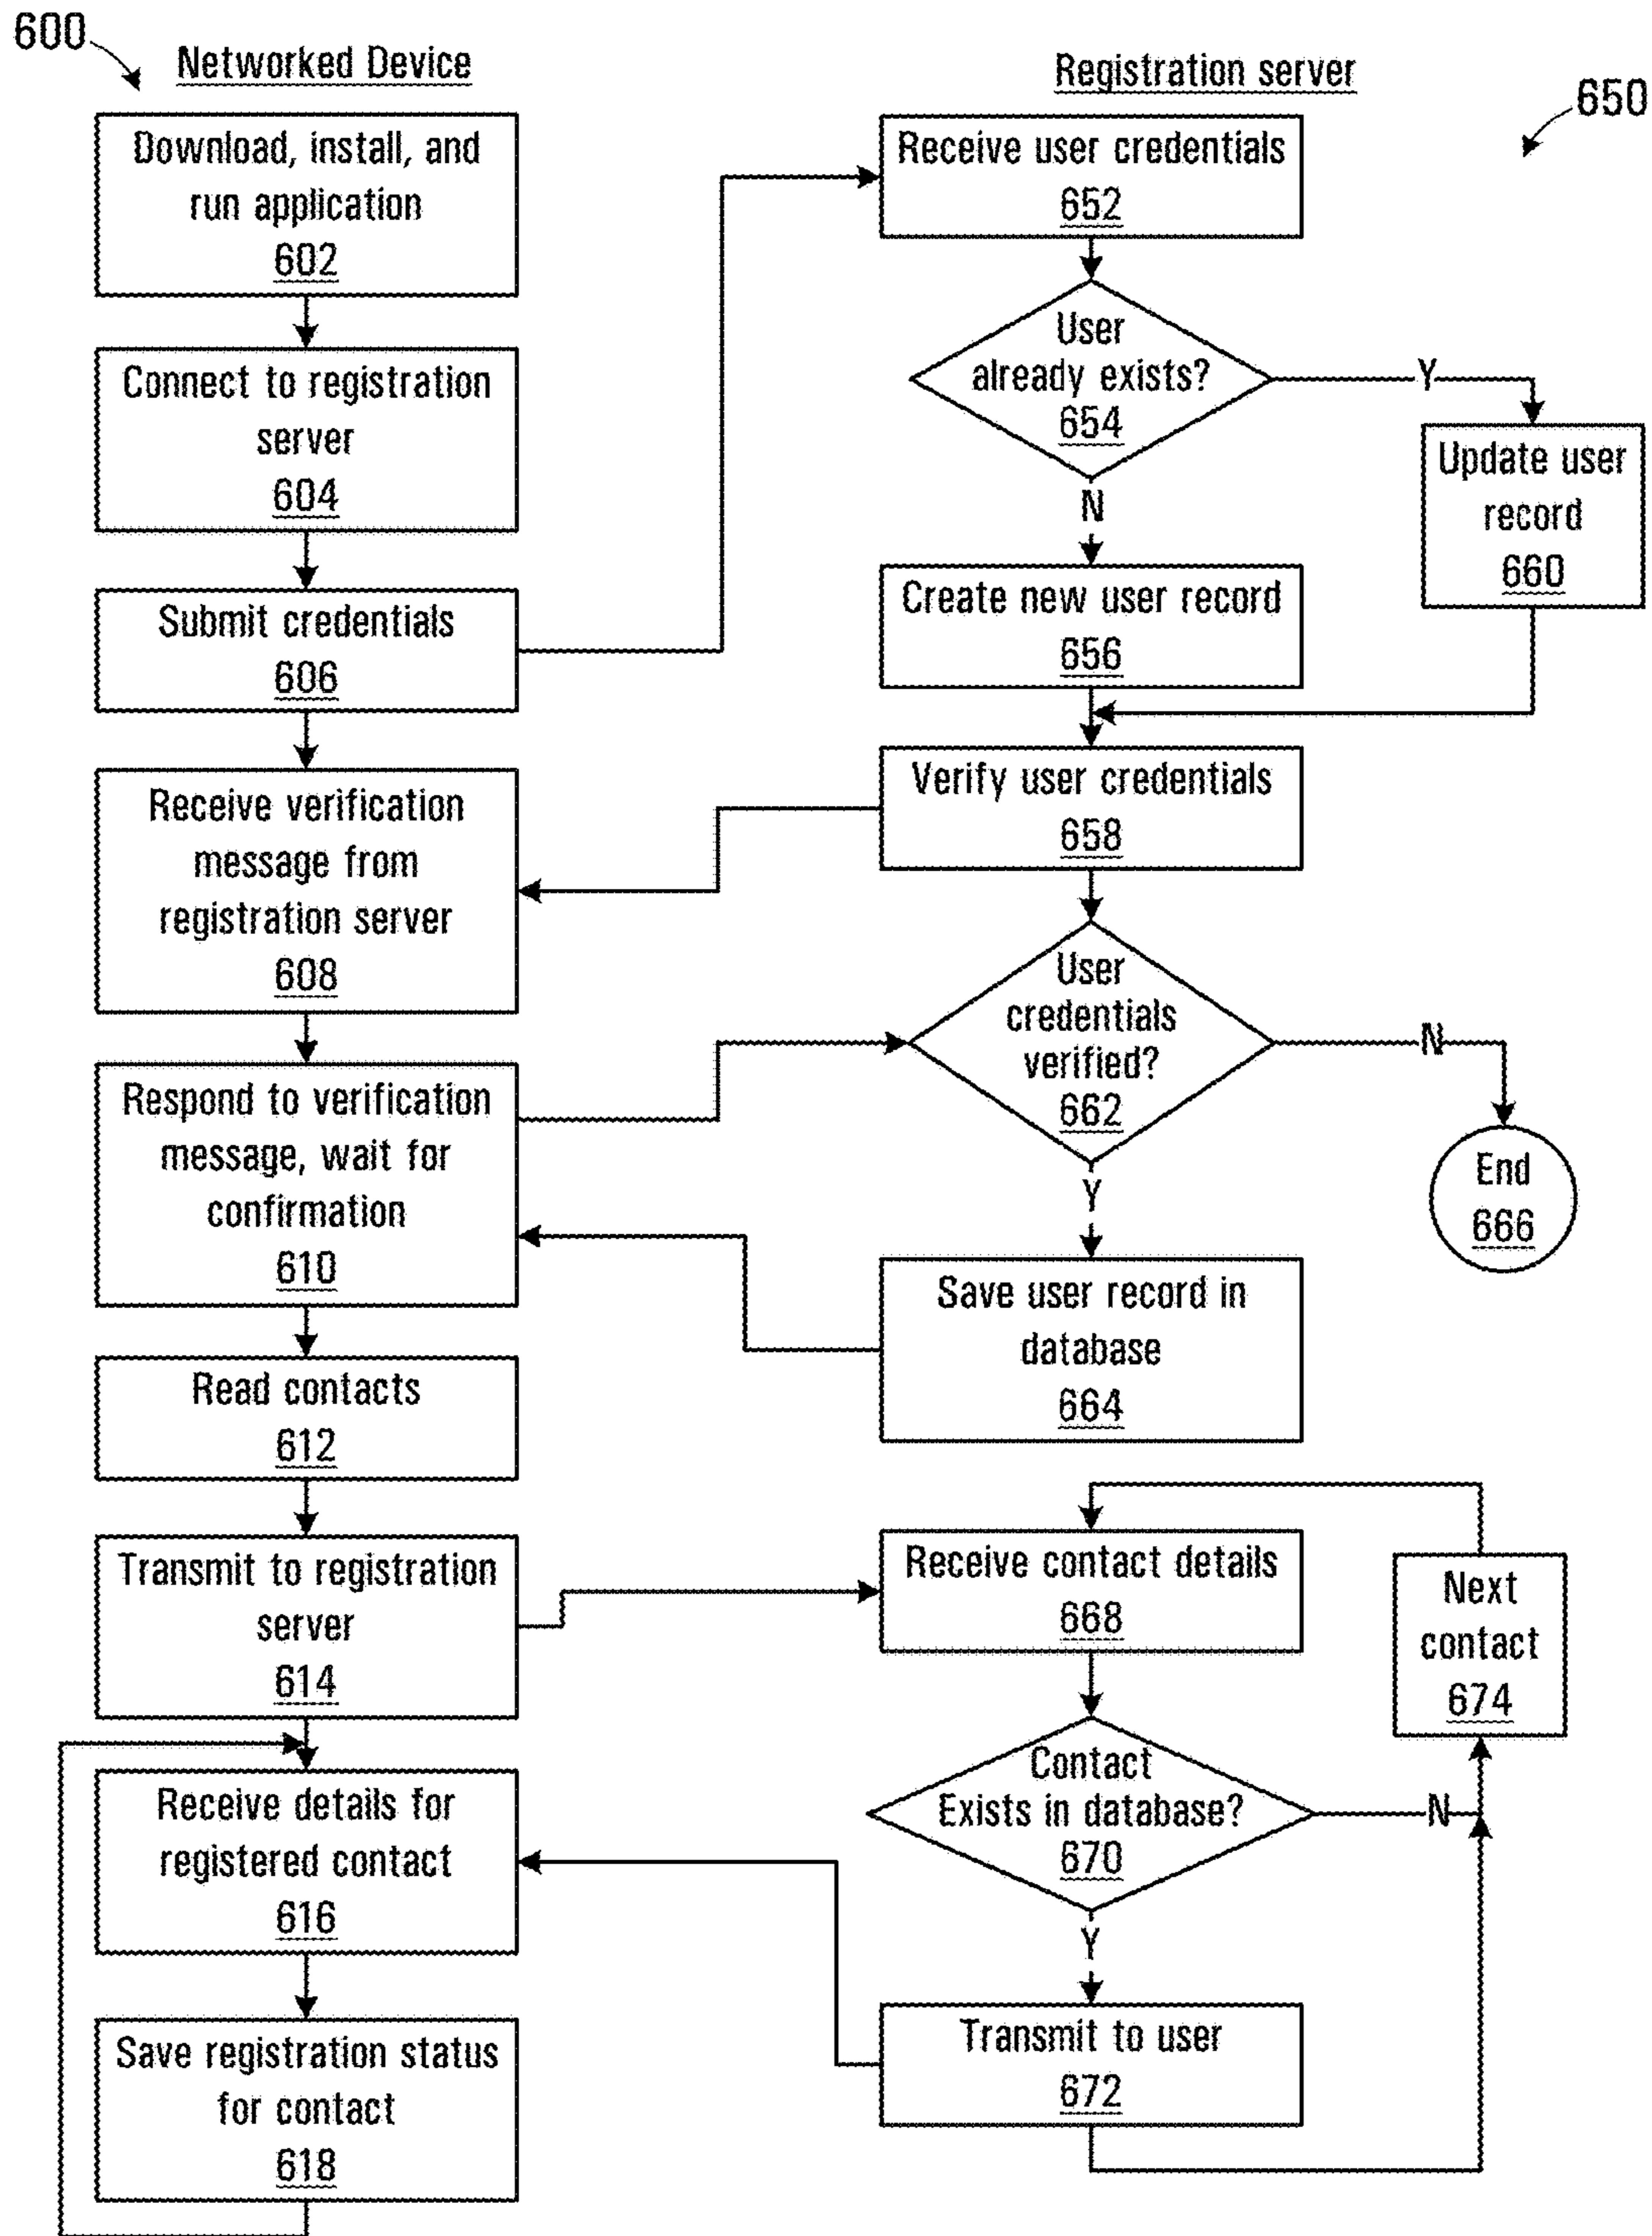 600
Networked Device
Download, install, and
run application
602
Connect to registration
server
604
Submit credentials
606
Receive verification
message from
registration server
608
Respond to verification
message, wait for
confirmation
610
Read contacts
612
Transmit to registration
server
614
Receive details for
registered contact
616
Save registration status
for contact
618
Registration server
650
Receive user credentials
652
User
already exists?
654
Y
N
Update user
record
660
Create new user record
656
Verify user credentials
658
User
credentials
verified?
662
N
Y
End
666
Save user record in
database
664
Receive contact details
668
Next
contact
674
Contact
Exists in database?
670
N
Y
Transmit to user
672